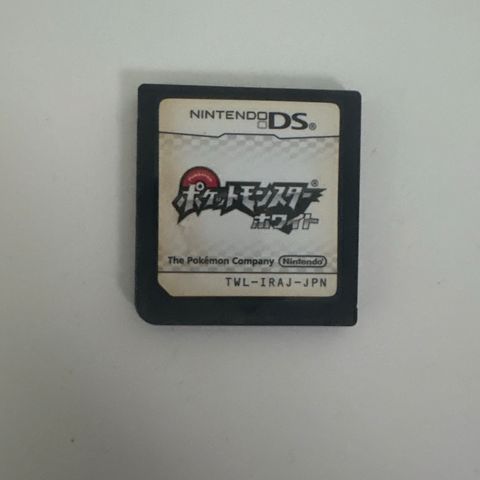 NINTENDO DS®
Pokémon
ポケットモンスター®
ホワイト
The Pokémon Company Nintendo®
TWL-IRAJ-JPN